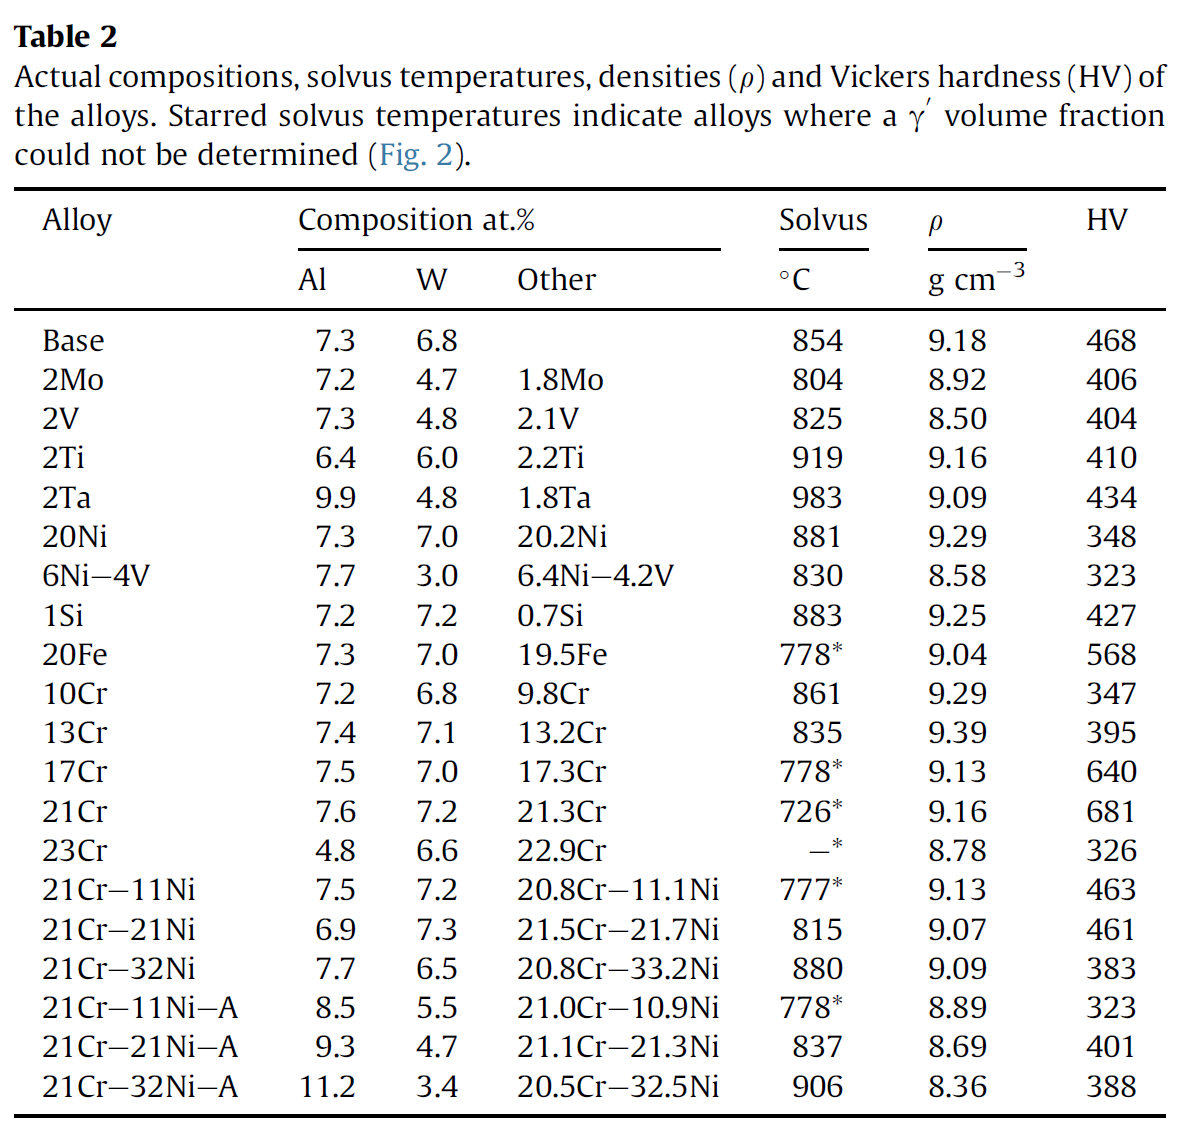 Table 2
Actual compositions, solvus temperatures, densities (ρ) and Vickers hardness (HV) of
the alloys. Starred solvus temperatures indicate alloys where a γ′ volume fraction
could not be determined (Fig. 2).
Alloy Composition at.% Solvus ρ HV
Al W Other °C g cm⁻³
Base 7.3 6.8 854 9.18 468
2Mo 7.2 4.7 1.8Mo 804 8.92 406
2V 7.3 4.8 2.1V 825 8.50 404
2Ti 6.4 6.0 2.2Ti 919 9.16 410
2Ta 9.9 4.8 1.8Ta 983 9.09 434
20Ni 7.3 7.0 20.2Ni 881 9.29 348
6Ni−4V 7.7 3.0 6.4Ni−4.2V 830 8.58 323
1Si 7.2 7.2 0.7Si 883 9.25 427
20Fe 7.3 7.0 19.5Fe 778* 9.04 568
10Cr 7.2 6.8 9.8Cr 861 9.29 347
13Cr 7.4 7.1 13.2Cr 835 9.39 395
17Cr 7.5 7.0 17.3Cr 778* 9.13 640
21Cr 7.6 7.2 21.3Cr 726* 9.16 681
23Cr 4.8 6.6 22.9Cr −* 8.78 326
21Cr−11Ni 7.5 7.2 20.8Cr−11.1Ni 777* 9.13 463
21Cr−21Ni 6.9 7.3 21.5Cr−21.7Ni 815 9.07 461
21Cr−32Ni 7.7 6.5 20.8Cr−33.2Ni 880 9.09 383
21Cr−11Ni−A 8.5 5.5 21.0Cr−10.9Ni 778* 8.89 323
21Cr−21Ni−A 9.3 4.7 21.1Cr−21.3Ni 837 8.69 401
21Cr−32Ni−A 11.2 3.4 20.5Cr−32.5Ni 906 8.36 388